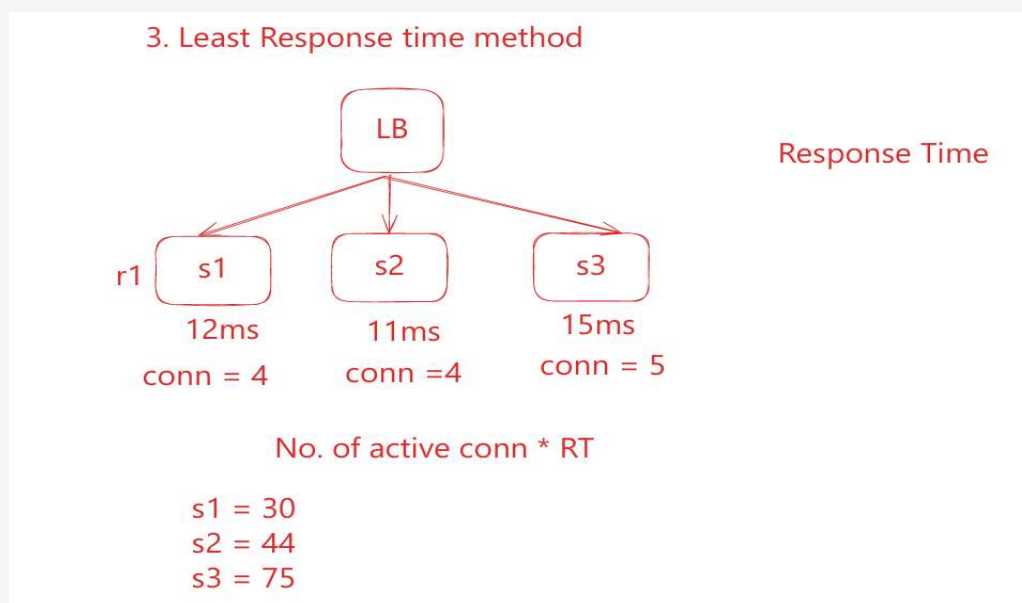 3. Least Response time method
LB
Response Time
r1
s1
s2
s3
12ms
11ms
15ms
conn = 4
conn =4
conn = 5
No. of active conn * RT
s1 = 30
s2 = 44
s3 = 75